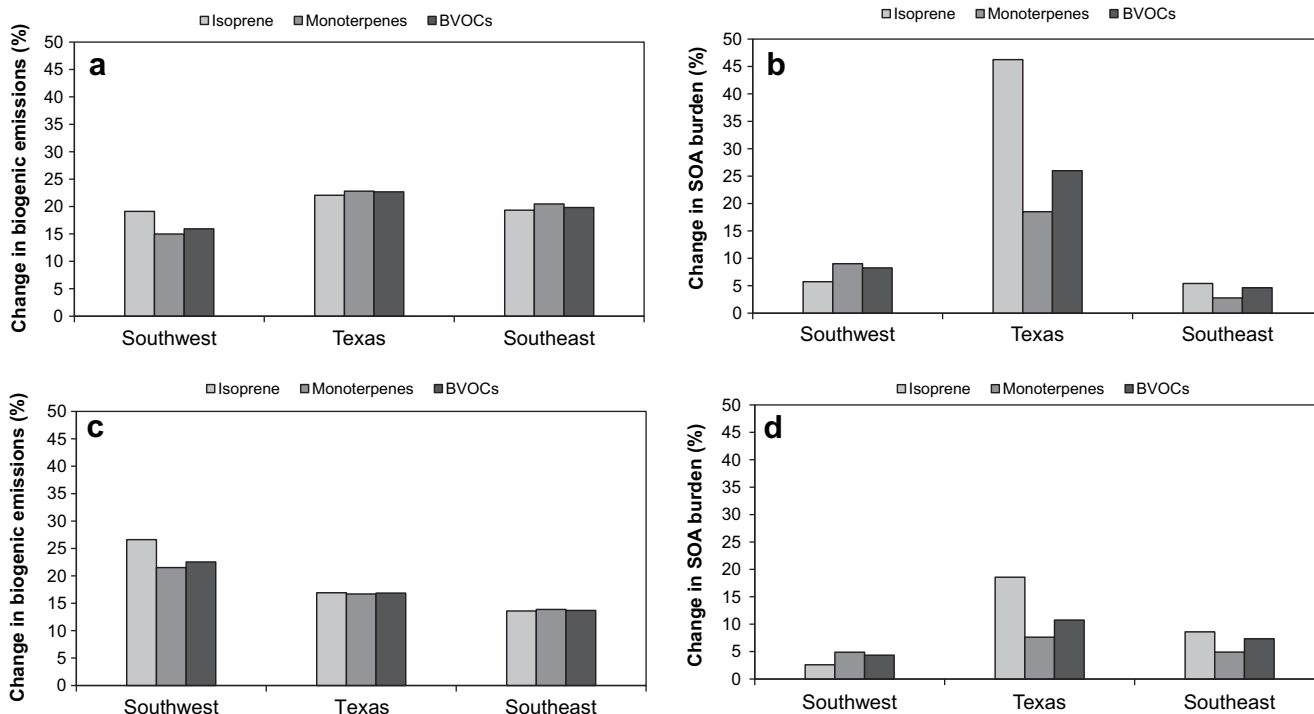 Isoprene Monoterpenes BVOCs
a
Change in biogenic emissions (%)
50
45
40
35
30
25
20
15
10
5
0
Southwest Texas Southeast
Isoprene Monoterpenes BVOCs
b
Change in SOA burden (%)
50
45
40
35
30
25
20
15
10
5
0
Southwest Texas Southeast
Isoprene Monoterpenes BVOCs
c
Change in biogenic emissions (%)
50
45
40
35
30
25
20
15
10
5
0
Southwest Texas Southeast
Isoprene Monoterpenes BVOCs
d
Change in SOA burden (%)
50
45
40
35
30
25
20
15
10
5
0
Southwest Texas Southeast